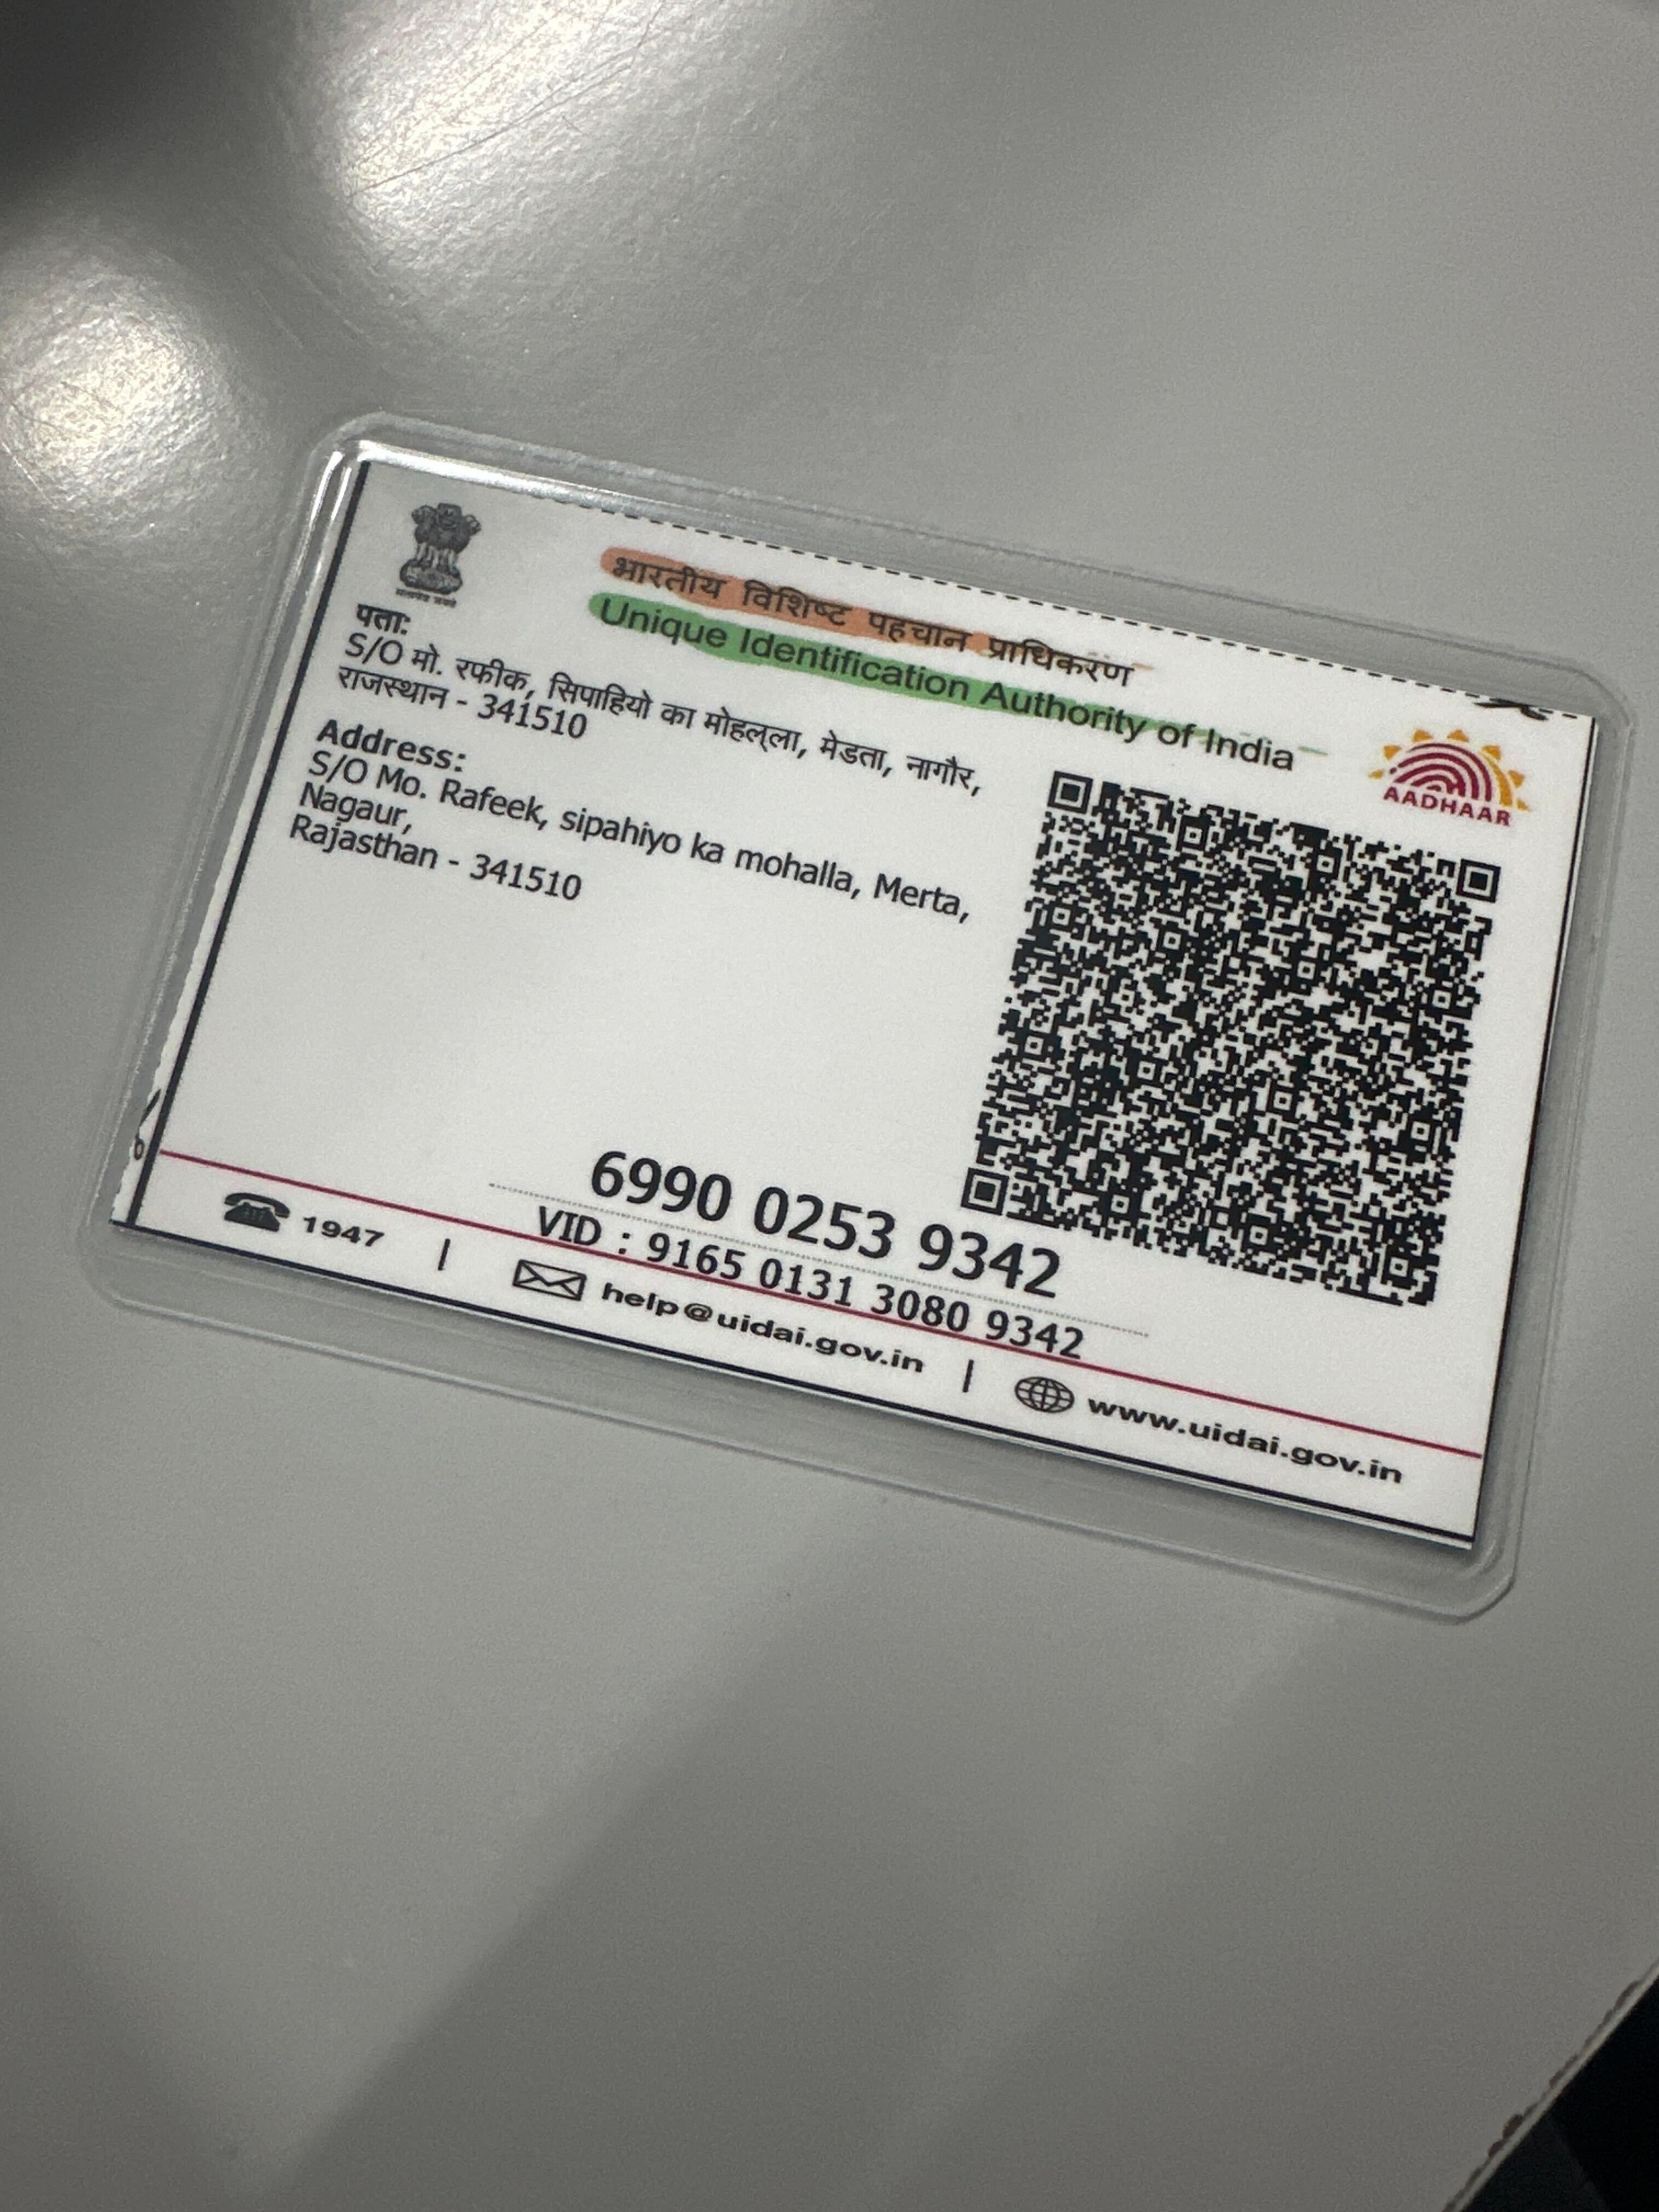 भारतीय विशिष्ट पहचान प्राधिकरण
Unique Identification Authority of India
AADHAAR
पता:
S/O मो. रफीक, सिपाहियो का मोहल्ला, मेडता, नागौर,
राजस्थान - 341510
Address:
S/O Mo. Rafeek, sipahiyo ka mohalla, Merta,
Nagaur,
Rajasthan - 341510
6990 0253 9342
VID : 9165 0131 3080 9342
1947 | help@uidai.gov.in | www.uidai.gov.in